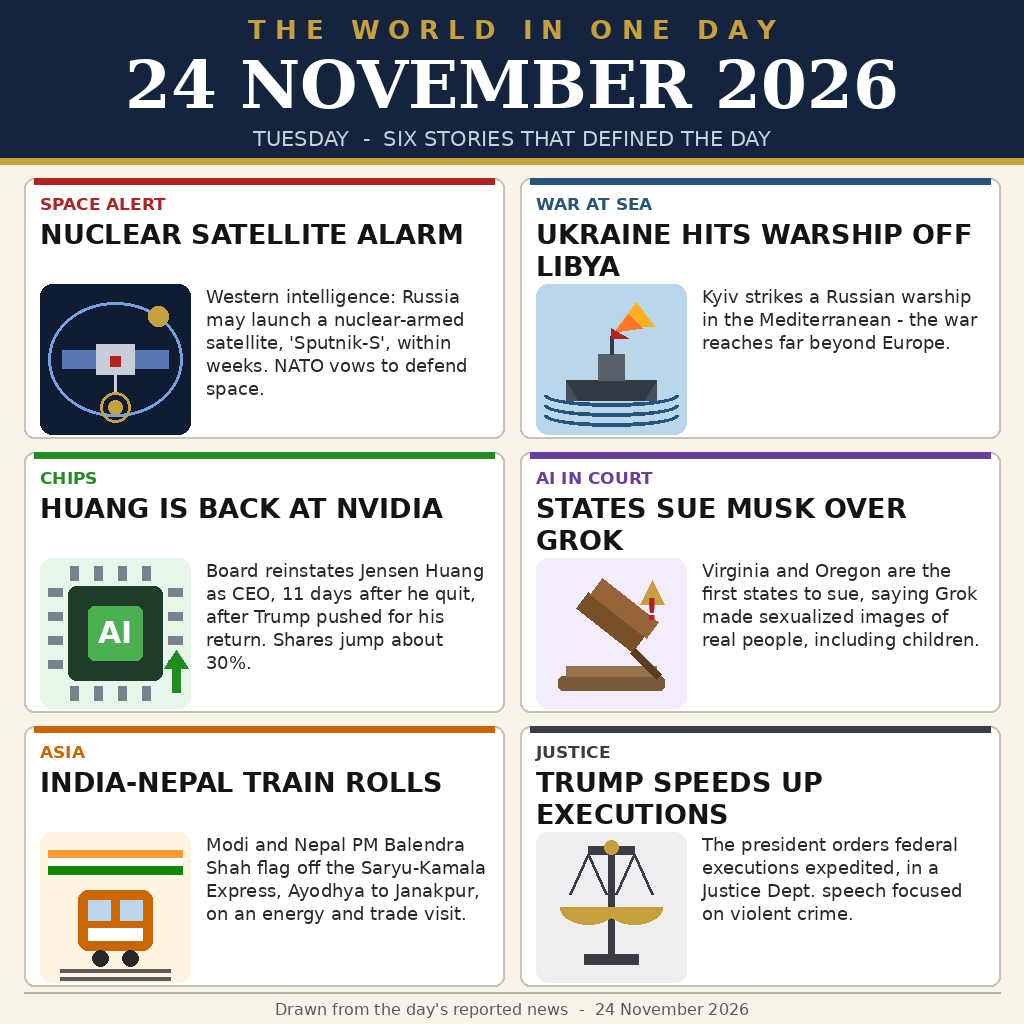 THE WORLD IN ONE DAY
24 NOVEMBER 2026
TUESDAY - SIX STORIES THAT DEFINED THE DAY
SPACE ALERT
NUCLEAR SATELLITE ALARM
Western intelligence: Russia
may launch a nuclear-armed
satellite, 'Sputnik-S', within
weeks. NATO vows to defend
space.
WAR AT SEA
UKRAINE HITS WARSHIP OFF
LIBYA
Kyiv strikes a Russian warship
in the Mediterranean - the war
reaches far beyond Europe.
CHIPS
HUANG IS BACK AT NVIDIA
AI
Board reinstates Jensen Huang
as CEO, 11 days after he quit,
after Trump pushed for his
return. Shares jump about
30%.
AI IN COURT
STATES SUE MUSK OVER
GROK
!
Virginia and Oregon are the
first states to sue, saying Grok
made sexualized images of
real people, including children.
ASIA
INDIA-NEPAL TRAIN ROLLS
Modi and Nepal PM Balendra
Shah flag off the Saryu-Kamala
Express, Ayodhya to Janakpur,
on an energy and trade visit.
JUSTICE
TRUMP SPEEDS UP
EXECUTIONS
The president orders federal
executions expedited, in a
Justice Dept. speech focused
on violent crime.
Drawn from the day's reported news - 24 November 2026